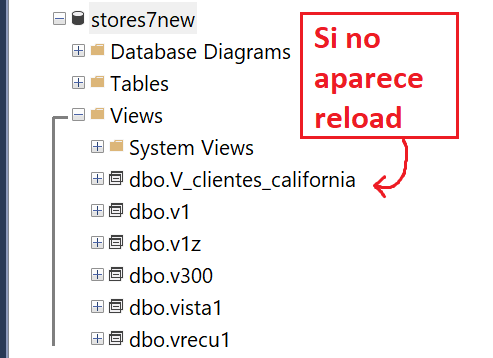 stores7new
Database Diagrams
Tables
Views
System Views
dbo.V_clientes_california
dbo.v1
dbo.v1z
dbo.v300
dbo.vista1
dbo.vrecu1
Si no
aparece
reload